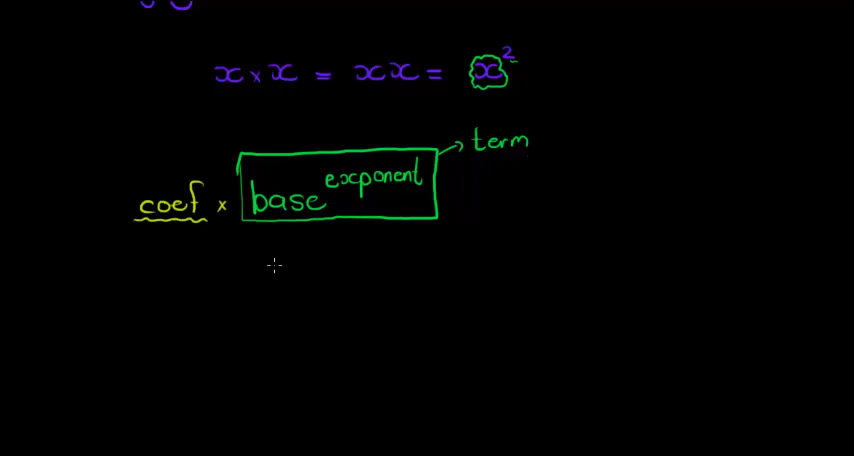 x × x = xx = x²
term
coef × base^exponent